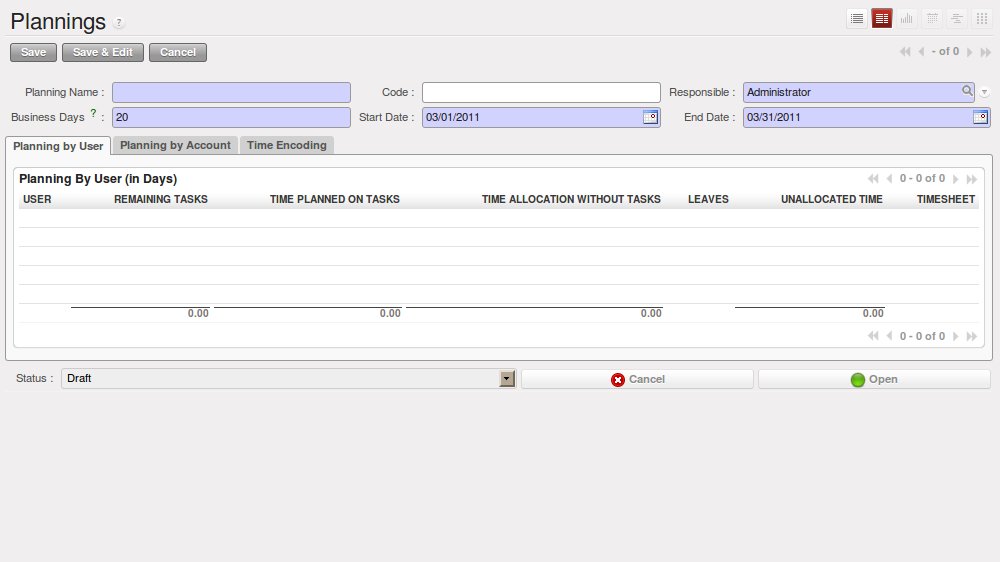 Plannings ?
Save Save & Edit Cancel - of 0
Planning Name : Code : Responsible : Administrator
Business Days ? : 20 Start Date : 03/01/2011 End Date : 03/31/2011
Planning by User Planning by Account Time Encoding
Planning By User (in Days) 0 - 0 of 0
USER REMAINING TASKS TIME PLANNED ON TASKS TIME ALLOCATION WITHOUT TASKS LEAVES UNALLOCATED TIME TIMESHEET
0.00 0.00 0.00 0.00
0 - 0 of 0
Status : Draft Cancel Open